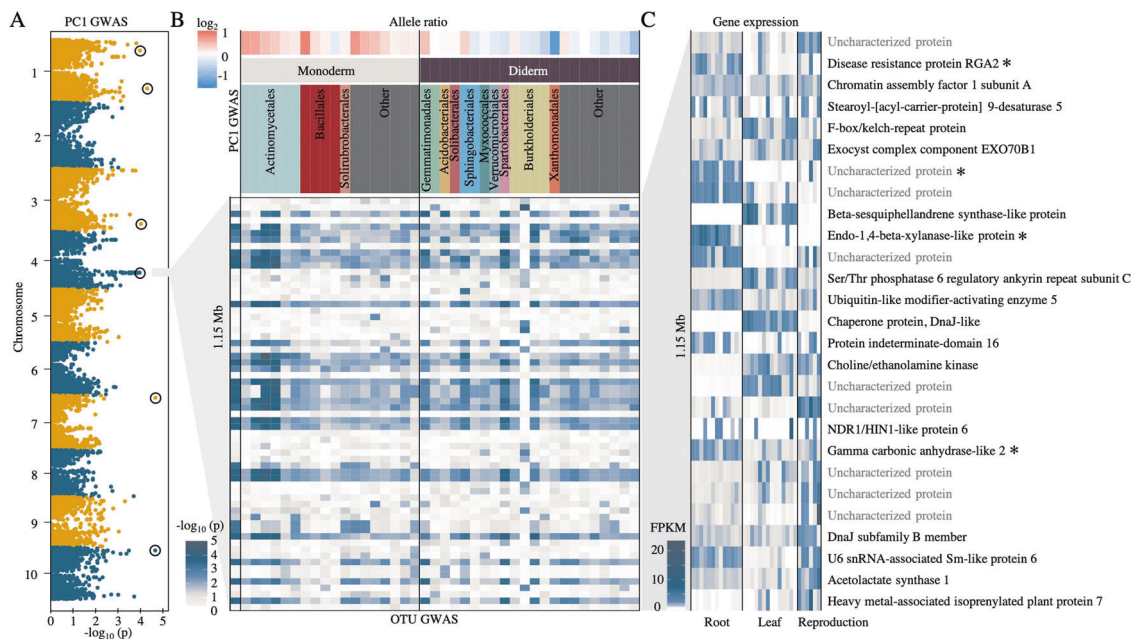 A
PC1 GWAS
Chromosome
1
2
3
4
5
6
7
8
9
10
0 1 2 3 4 5 6
-log10 (p)
B
Allele ratio
log2
1
0
-1
PC1 GWAS
Monoderm
Diderm
Actinomycetales
Bacillales
Solirubrobacterales
Other
Gemmatimonadales
Acidobacteriales
Solibacterales
Sphingobacteriales
Myxococcales
Verrucomicrobiales
Spartobacteriales
Burkholderiales
Xanthomonadales
Other
1.15 Mb
-log10 (p)
5
4
3
2
1
0
OTU GWAS
C
Gene expression
1.15 Mb
Uncharacterized protein
Disease resistance protein RGA2 *
Chromatin assembly factor 1 subunit A
Stearoyl-[acyl-carrier-protein] 9-desaturase 5
F-box/kelch-repeat protein
Exocyst complex component EXO70B1
Uncharacterized protein *
Uncharacterized protein
Beta-sesquiphellandrene synthase-like protein
Endo-1,4-beta-xylanase-like protein *
Uncharacterized protein
Ser/Thr phosphatase 6 regulatory ankyrin repeat subunit C
Ubiquitin-like modifier-activating enzyme 5
Chaperone protein, DnaJ-like
Protein indeterminate-domain 16
Choline/ethanolamine kinase
Uncharacterized protein
Uncharacterized protein
NDR1/HIN1-like protein 6
Gamma carbonic anhydrase-like 2 *
Uncharacterized protein
Uncharacterized protein
Uncharacterized protein
DnaJ subfamily B member
U6 snRNA-associated Sm-like protein 6
Acetolactate synthase 1
Heavy metal-associated isoprenylated plant protein 7
FPKM
20
10
0
Root Leaf Reproduction